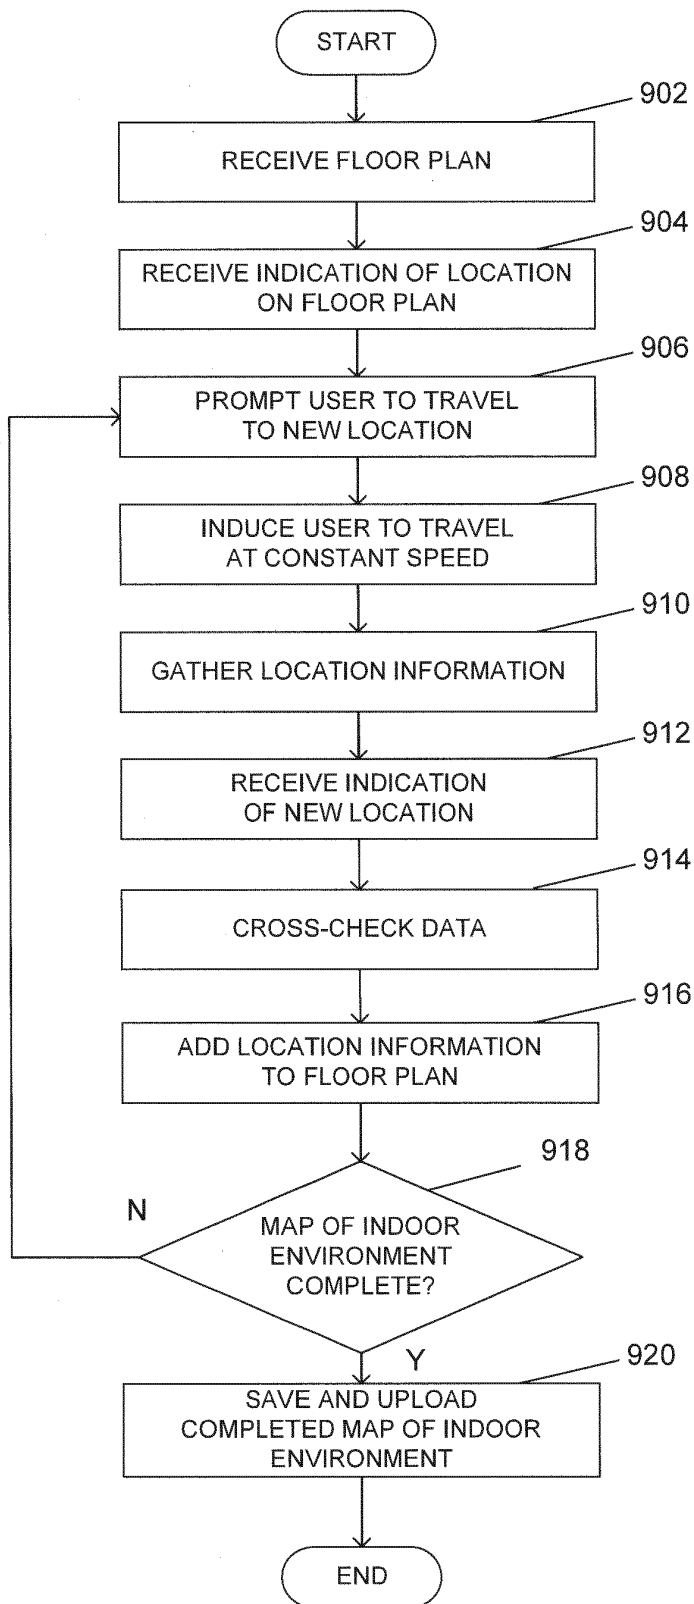 START
902
RECEIVE FLOOR PLAN
904
RECEIVE INDICATION OF LOCATION
ON FLOOR PLAN
906
PROMPT USER TO TRAVEL
TO NEW LOCATION
908
INDUCE USER TO TRAVEL
AT CONSTANT SPEED
910
GATHER LOCATION INFORMATION
912
RECEIVE INDICATION
OF NEW LOCATION
914
CROSS-CHECK DATA
916
ADD LOCATION INFORMATION
TO FLOOR PLAN
918
N
MAP OF INDOOR
ENVIRONMENT
COMPLETE?
Y
920
SAVE AND UPLOAD
COMPLETED MAP OF INDOOR
ENVIRONMENT
END